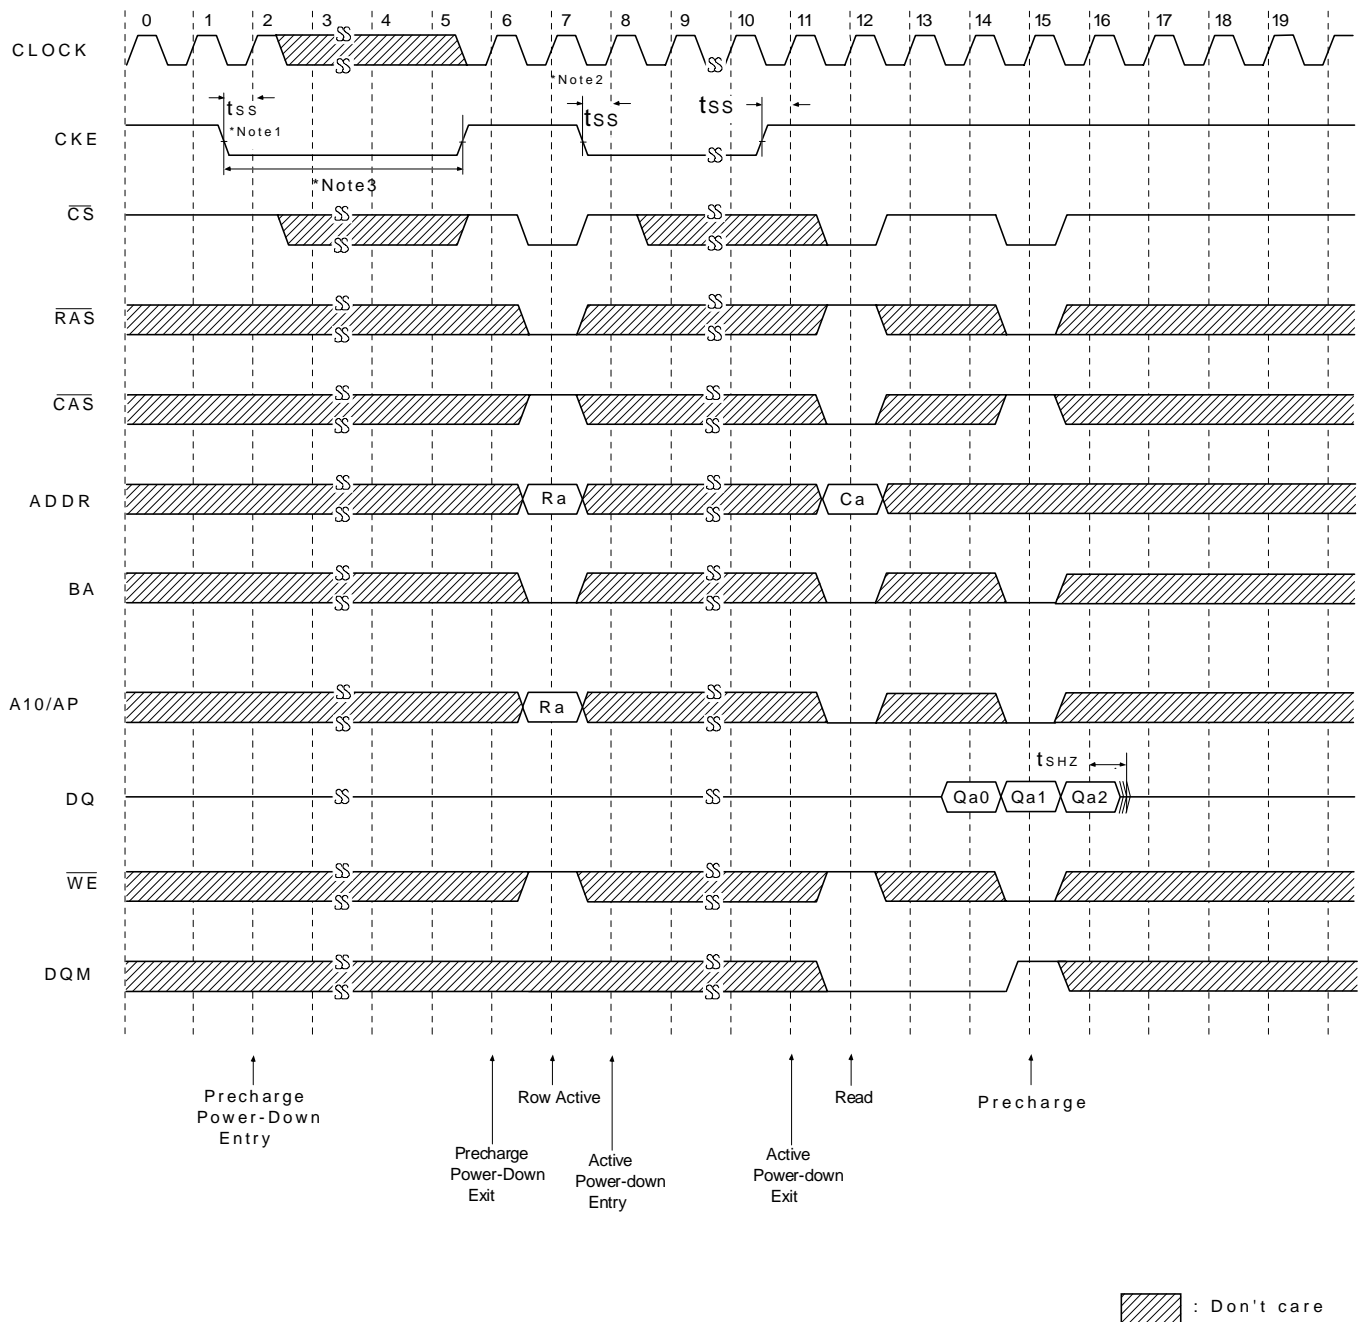 0 1 2 3 4 5 6 7 8 9 10 11 12 13 14 15 16 17 18 19
CLOCK
*Note2
tss tss tss
*Note1
CKE
*Note3
CS
RAS
CAS
ADDR Ra Ca
BA
A10/AP Ra
tSHZ
DQ Qa0 Qa1 Qa2
WE
DQM
Precharge
Power-Down
Entry
Precharge
Power-Down
Exit
Row Active
Active
Power-down
Entry
Active
Power-down
Exit
Read
Precharge
: Don't care